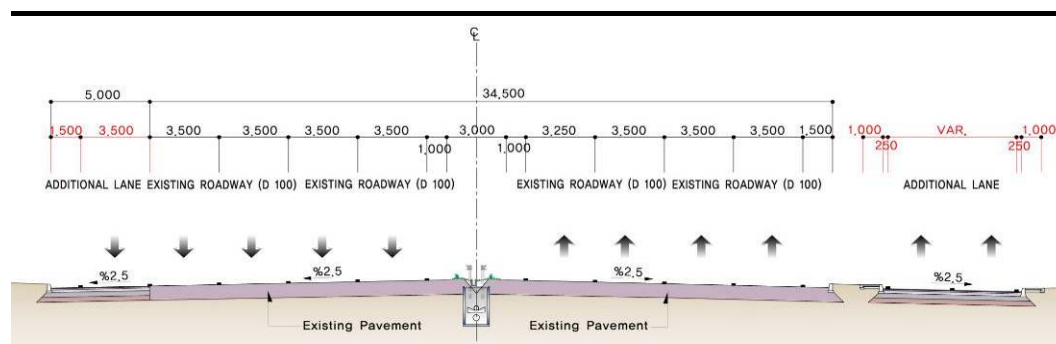 ℄
5,000 34,500
1,500 3,500 3,500 3,500 3,500 3,500 3,000 3,250 3,500 3,500 3,500 1,500 1,000 VAR. 1,000
1,000 1,000 250 250
ADDITIONAL LANE EXISTING ROADWAY (D 100) EXISTING ROADWAY (D 100) EXISTING ROADWAY (D 100) EXISTING ROADWAY (D 100) ADDITIONAL LANE
%2,5 %2,5 %2,5 %2,5
Existing Pavement Existing Pavement